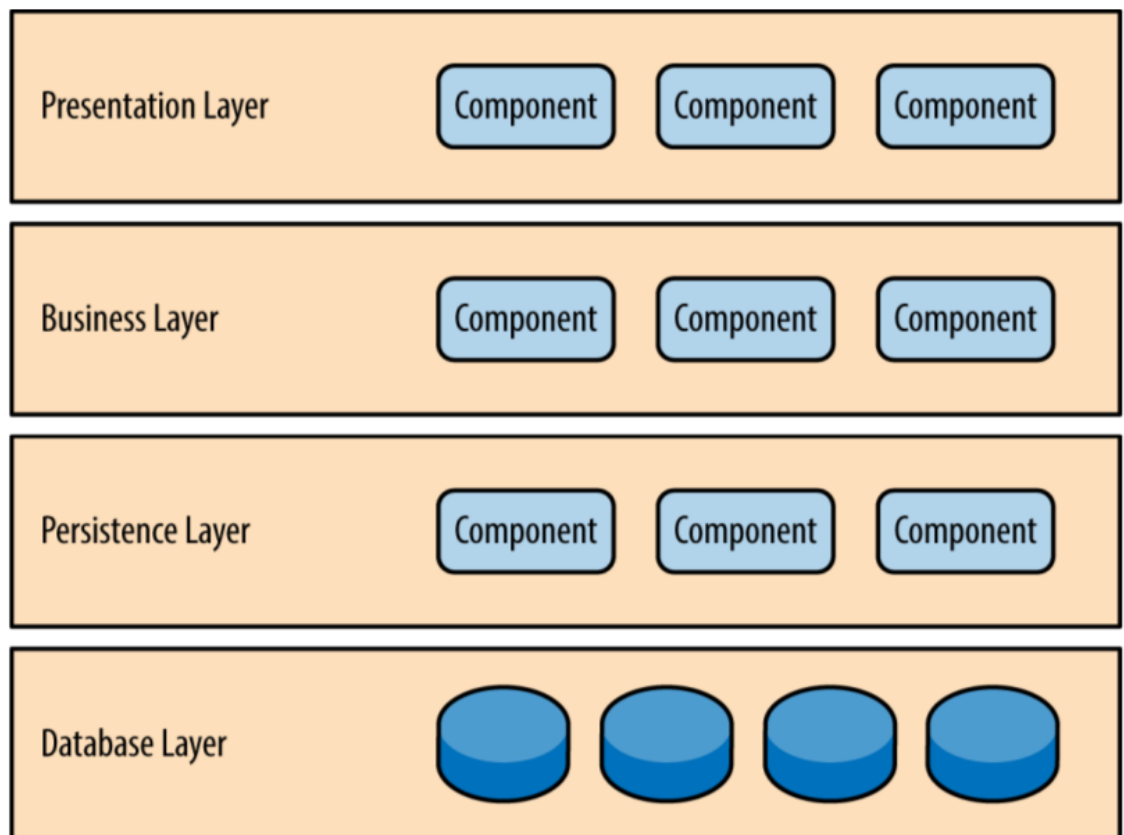 Presentation Layer Component Component Component
Business Layer Component Component Component
Persistence Layer Component Component Component
Database Layer